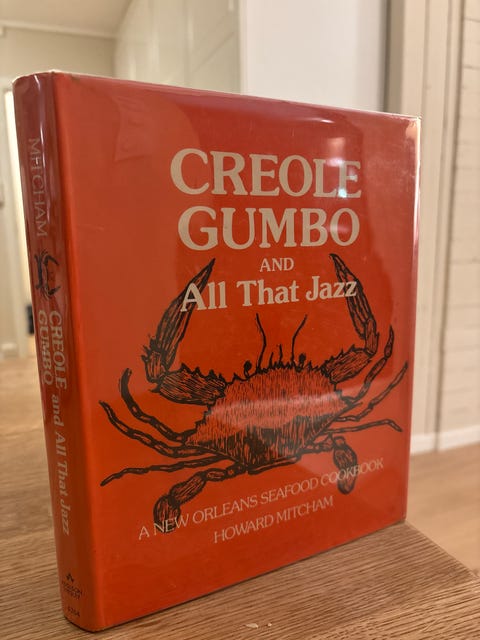 CREOLE
GUMBO
AND
All That Jazz
A NEW ORLEANS SEAFOOD COOKBOOK
HOWARD MITCHAM
MITCHAM
CREOLE and All That Jazz
GUMBO